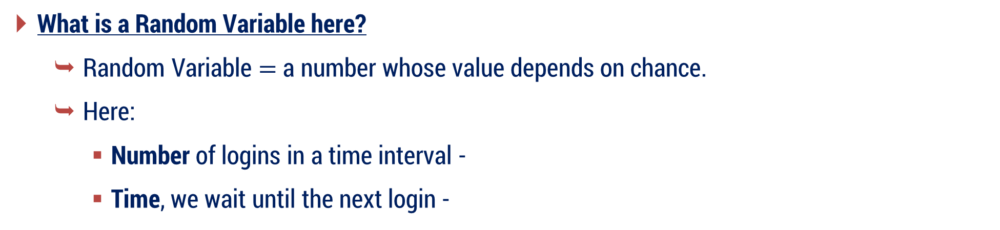 What is a Random Variable here?
Random Variable = a number whose value depends on chance.
Here:
Number of logins in a time interval -
Time, we wait until the next login -